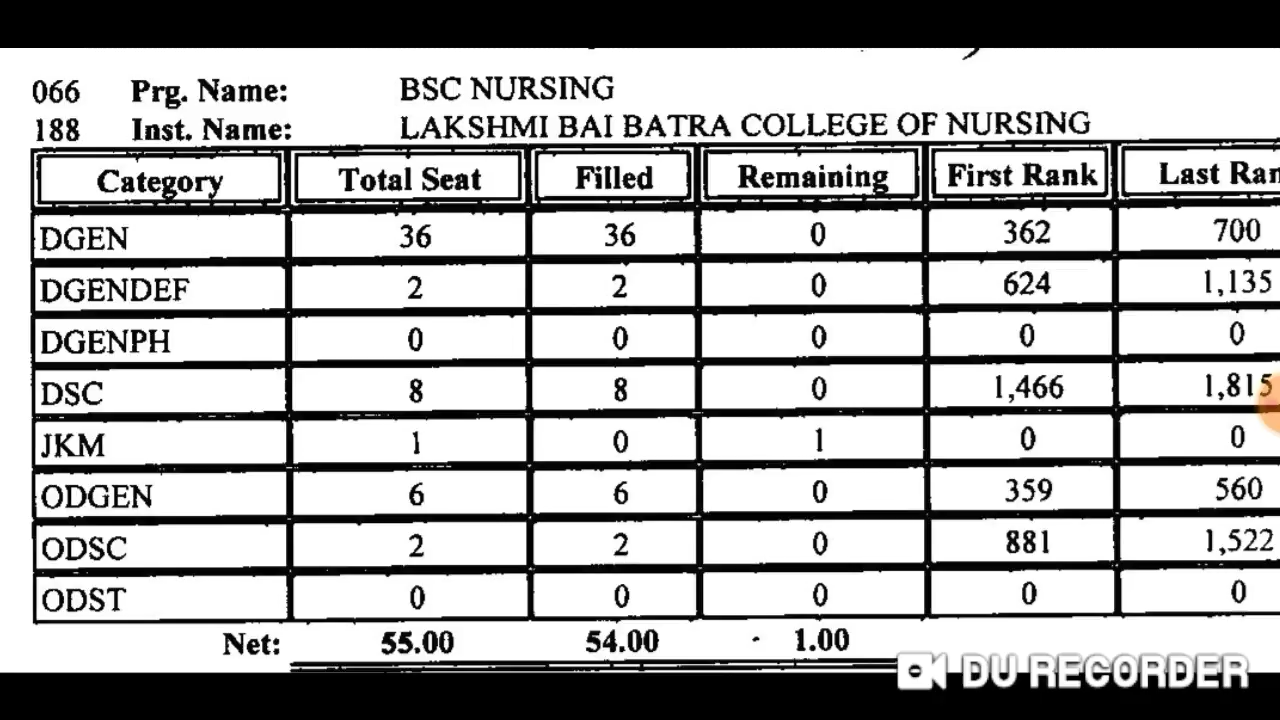 066 Prg. Name: BSC NURSING
188 Inst. Name: LAKSHMI BAI BATRA COLLEGE OF NURSING
Category Total Seat Filled Remaining First Rank Last Ran
DGEN 36 36 0 362 700
DGENDEF 2 2 0 624 1,135
DGENPH 0 0 0 0 0
DSC 8 8 0 1,466 1,815
JKM 1 0 1 0 0
ODGEN 6 6 0 359 560
ODSC 2 2 0 881 1,522
ODST 0 0 0 0 0
Net: 55.00 54.00 1.00
DU RECORDER